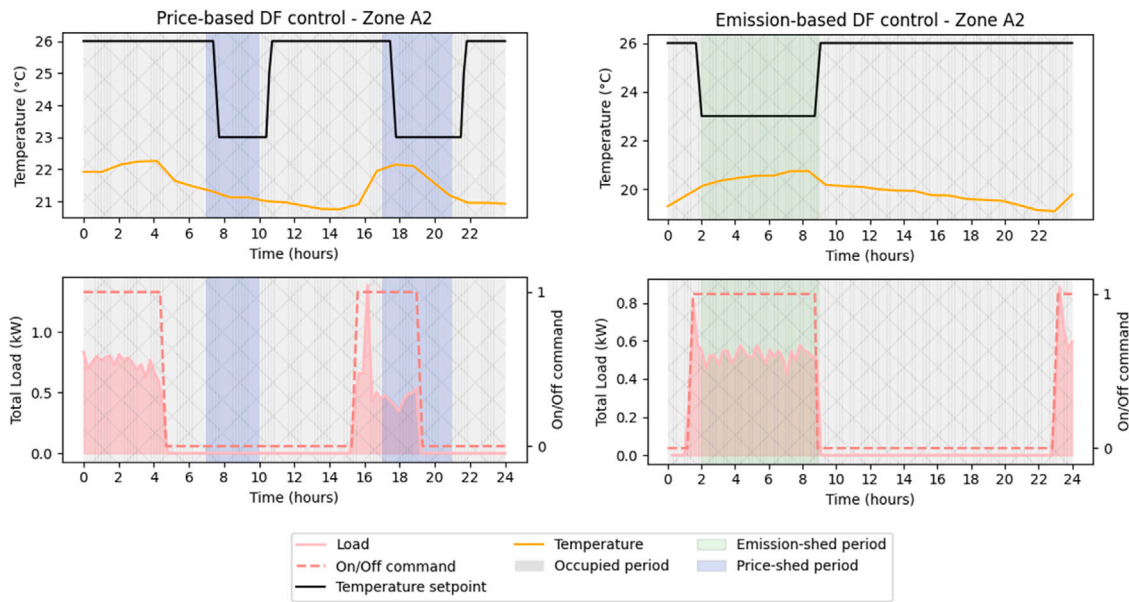 Price-based DF control - Zone A2
Temperature (°C)
26
25
24
23
22
21
0 2 4 6 8 10 12 14 16 18 20 22 24
Time (hours)
Emission-based DF control - Zone A2
Temperature (°C)
26
24
22
20
0 2 4 6 8 10 12 14 16 18 20 22
Time (hours)
Total Load (kW)
1.0
0.5
0.0
1
0
On/Off command
0 2 4 6 8 10 12 14 16 18 20 22 24
Time (hours)
Total Load (kW)
0.8
0.6
0.4
0.2
0.0
1
0
On/Off command
0 2 4 6 8 10 12 14 16 18 20 22 24
Time (hours)
Load
On/Off command
Temperature setpoint
Temperature
Occupied period
Emission-shed period
Price-shed period